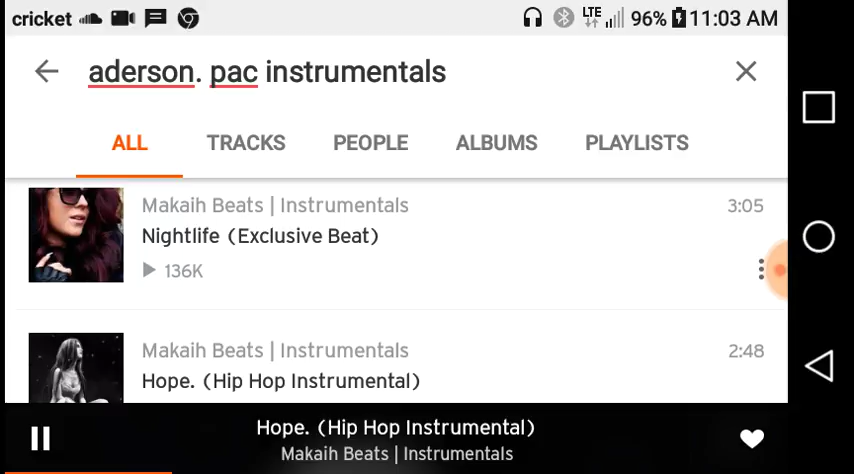 cricket LTE 96% 11:03 AM
aderson. pac instrumentals
ALL TRACKS PEOPLE ALBUMS PLAYLISTS
Makaih Beats | Instrumentals 3:05
Nightlife (Exclusive Beat)
136K
Makaih Beats | Instrumentals 2:48
Hope. (Hip Hop Instrumental)
Hope. (Hip Hop Instrumental)
Makaih Beats | Instrumentals